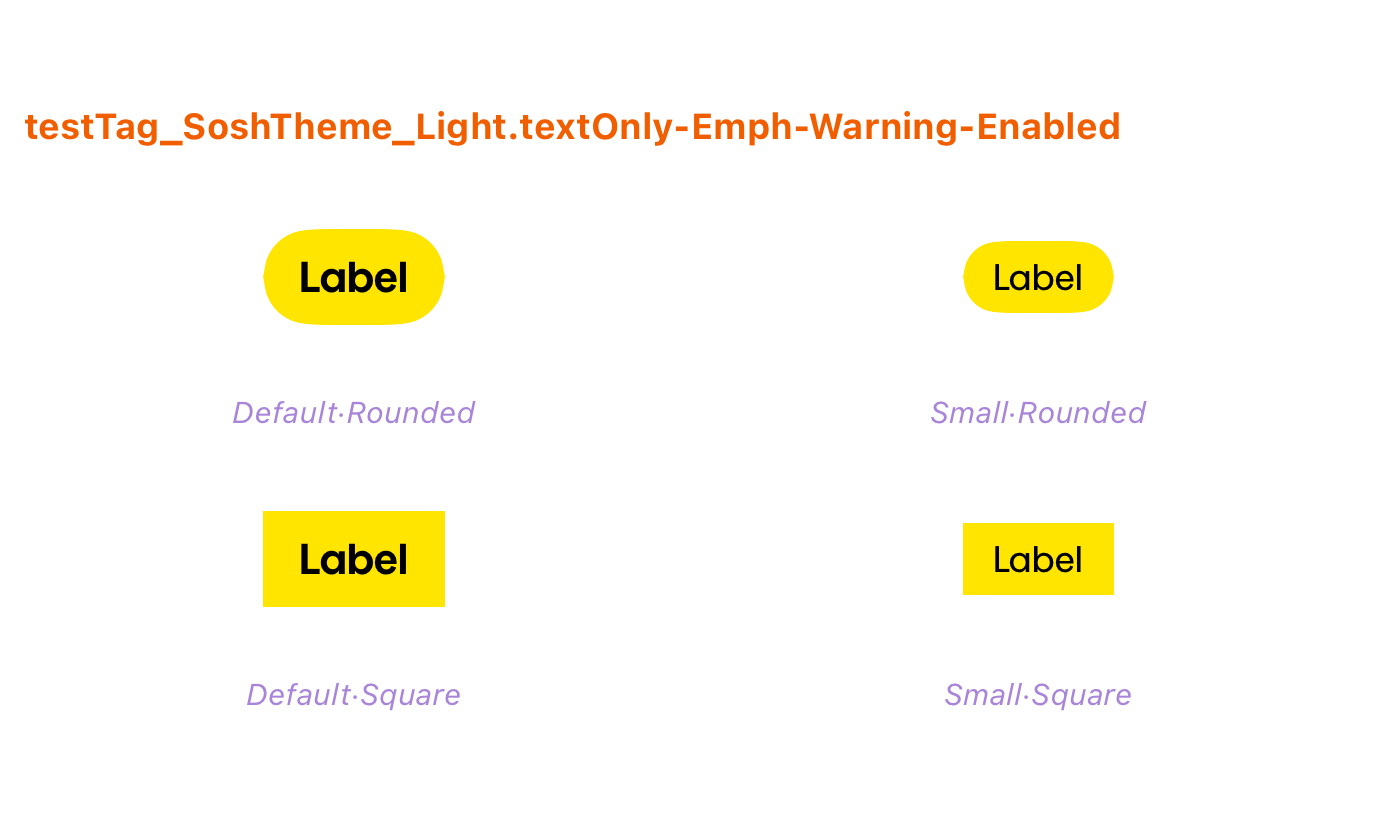 testTag_SoshTheme_Light.textOnly-Emph-Warning-Enabled
Label
Label
Default·Rounded
Small·Rounded
Label
Label
Default·Square
Small·Square